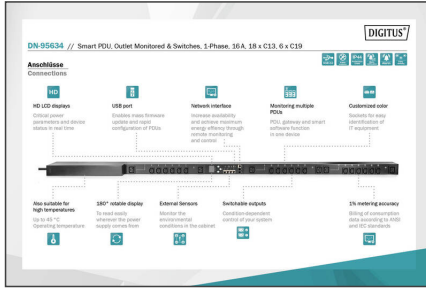 DIGITUS®
DN-95634 // Smart PDU, Outlet Monitored & Switches, 1-Phase, 16 A, 18 x C13, 6 x C19
Anschlüsse
Connections
HD
HD LCD displays
Critical power
parameters and device
status in real time
USB port
Enables mass firmware
update and rapid
configuration of PDUs
Network interface
Increase availability
and achieve maximum
energy efficiency through
remote monitoring
and control
Monitoring multiple
PDUs
PDU, gateway and smart
software function
in one device
Customized color
Sockets for easy
identification of
IT equipment
Also suitable for
high temperatures
Up to 45 °C
Operating temperature
180° rotable display
To read easily
wherever the power
supply comes from
External Sensors
Monitor the
environmental
conditions in the cabinet
Switchable outputs
Condition-dependent
control of your system
1% metering accuracy
Billing of consumption
data according to ANSI
and IEC standards